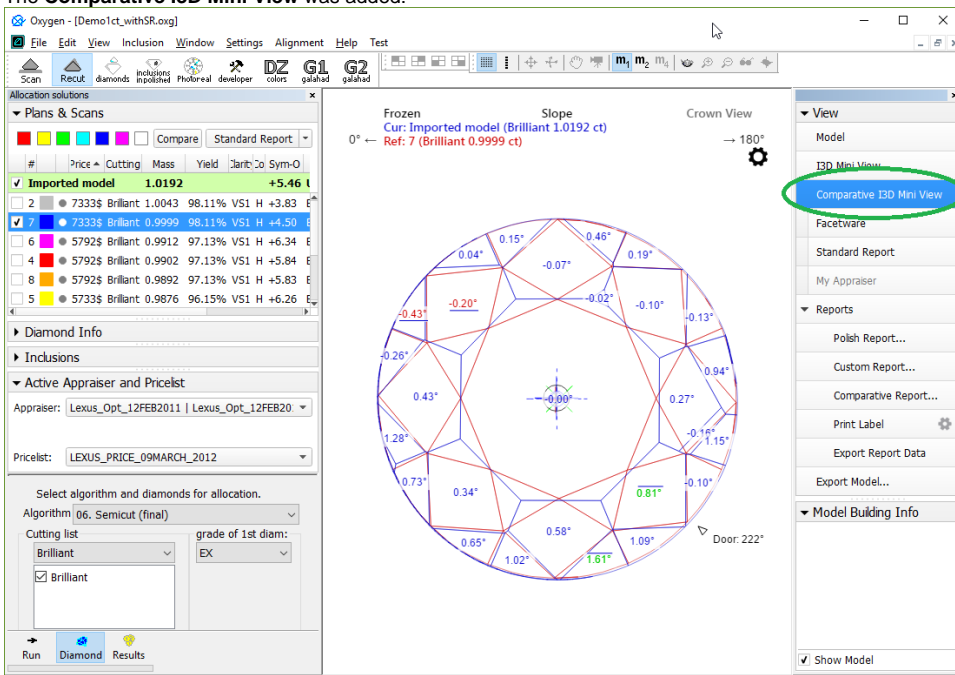 The Comparative I3D Mini View was added.
Oxygen - [Demo1ct_withSR.oxg]
File Edit View Inclusion Window Settings Alignment Help Test
Scan Recut diamonds inclusions inpolished Photoreal developer DZ colors G1 galahad G2 galahad m1 m2 m4
Allocation solutions
Plans & Scans
Compare Standard Report
# Price Cutting Mass Yield Clarity Co Sym-O
Imported model 1.0192 +5.46
2 7333$ Brilliant 1.0043 98.11% VS1 H +3.83
7 7333$ Brilliant 0.9999 98.11% VS1 H +4.50
6 5792$ Brilliant 0.9912 97.13% VS1 H +6.34
4 5792$ Brilliant 0.9902 97.13% VS1 H +5.84
8 5792$ Brilliant 0.9892 97.13% VS1 H +5.83
5 5733$ Brilliant 0.9876 96.15% VS1 H +6.26
Diamond Info
Inclusions
Active Appraiser and Pricelist
Appraiser: Lexus_Opt_12FEB2011 | Lexus_Opt_12FEB20
Pricelist: LEXUS_PRICE_09MARCH_2012
Select algorithm and diamonds for allocation.
Algorithm 06. Semicut (final)
Cutting list grade of 1st diam:
Brilliant EX
Brilliant
Run Diamond Results
Frozen Slope Crown View
Cur: Imported model (Brilliant 1.0192 ct)
0° ← Ref: 7 (Brilliant 0.9999 ct) → 180°
0.15° 0.46°
0.04° 0.19°
-0.07°
-0.02°
-0.20° -0.10°
-0.43° -0.13°
-0.26°
0.94°
0.43° -0.00° 0.27°
1.28° -0.16°
1.15°
0.73° -0.10°
0.34° 0.81°
0.58°
0.65° 1.09° Door: 222°
1.02° 1.61°
View
Model
I3D Mini View
Comparative I3D Mini View
Facetware
Standard Report
My Appraiser
Reports
Polish Report...
Custom Report...
Comparative Report...
Print Label
Export Report Data
Export Model...
Model Building Info
Show Model